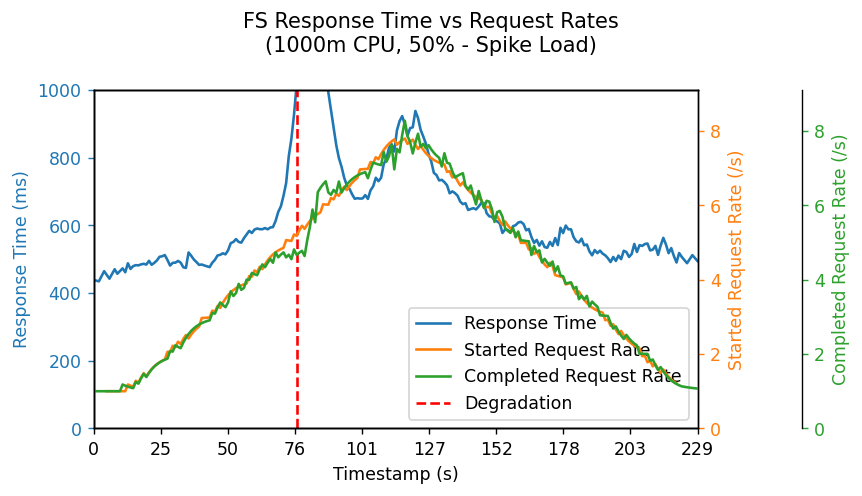 FS Response Time vs Request Rates
(1000m CPU, 50% - Spike Load)
1000
800
600
400
200
0
Response Time (ms)
8
6
4
2
0
Started Request Rate (/s)
8
6
4
2
0
Completed Request Rate (/s)
Response Time
Started Request Rate
Completed Request Rate
Degradation
0 25 50 76 101 127 152 178 203 229
Timestamp (s)